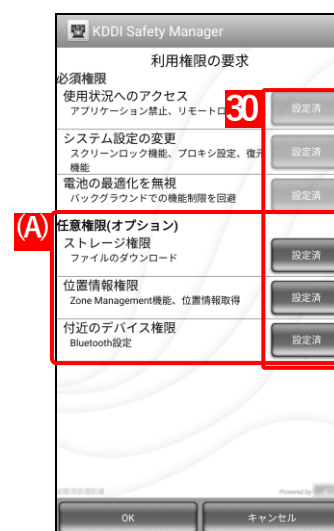 KDDI Safety Manager
利用権限の要求
必須権限
使用状況へのアクセス
アプリケーション禁止、リモートロ
30
設定済
システム設定の変更
スクリーンロック機能、プロキシ設定、復元
機能
設定済
電池の最適化を無視
バックグラウンドでの機能制限を回避
設定済
(A)
任意権限(オプション)
ストレージ権限
ファイルのダウンロード
設定済
位置情報権限
Zone Management機能、位置情報取得
設定済
付近のデバイス権限
Bluetooth設定
設定済
Powered by
OK
キャンセル